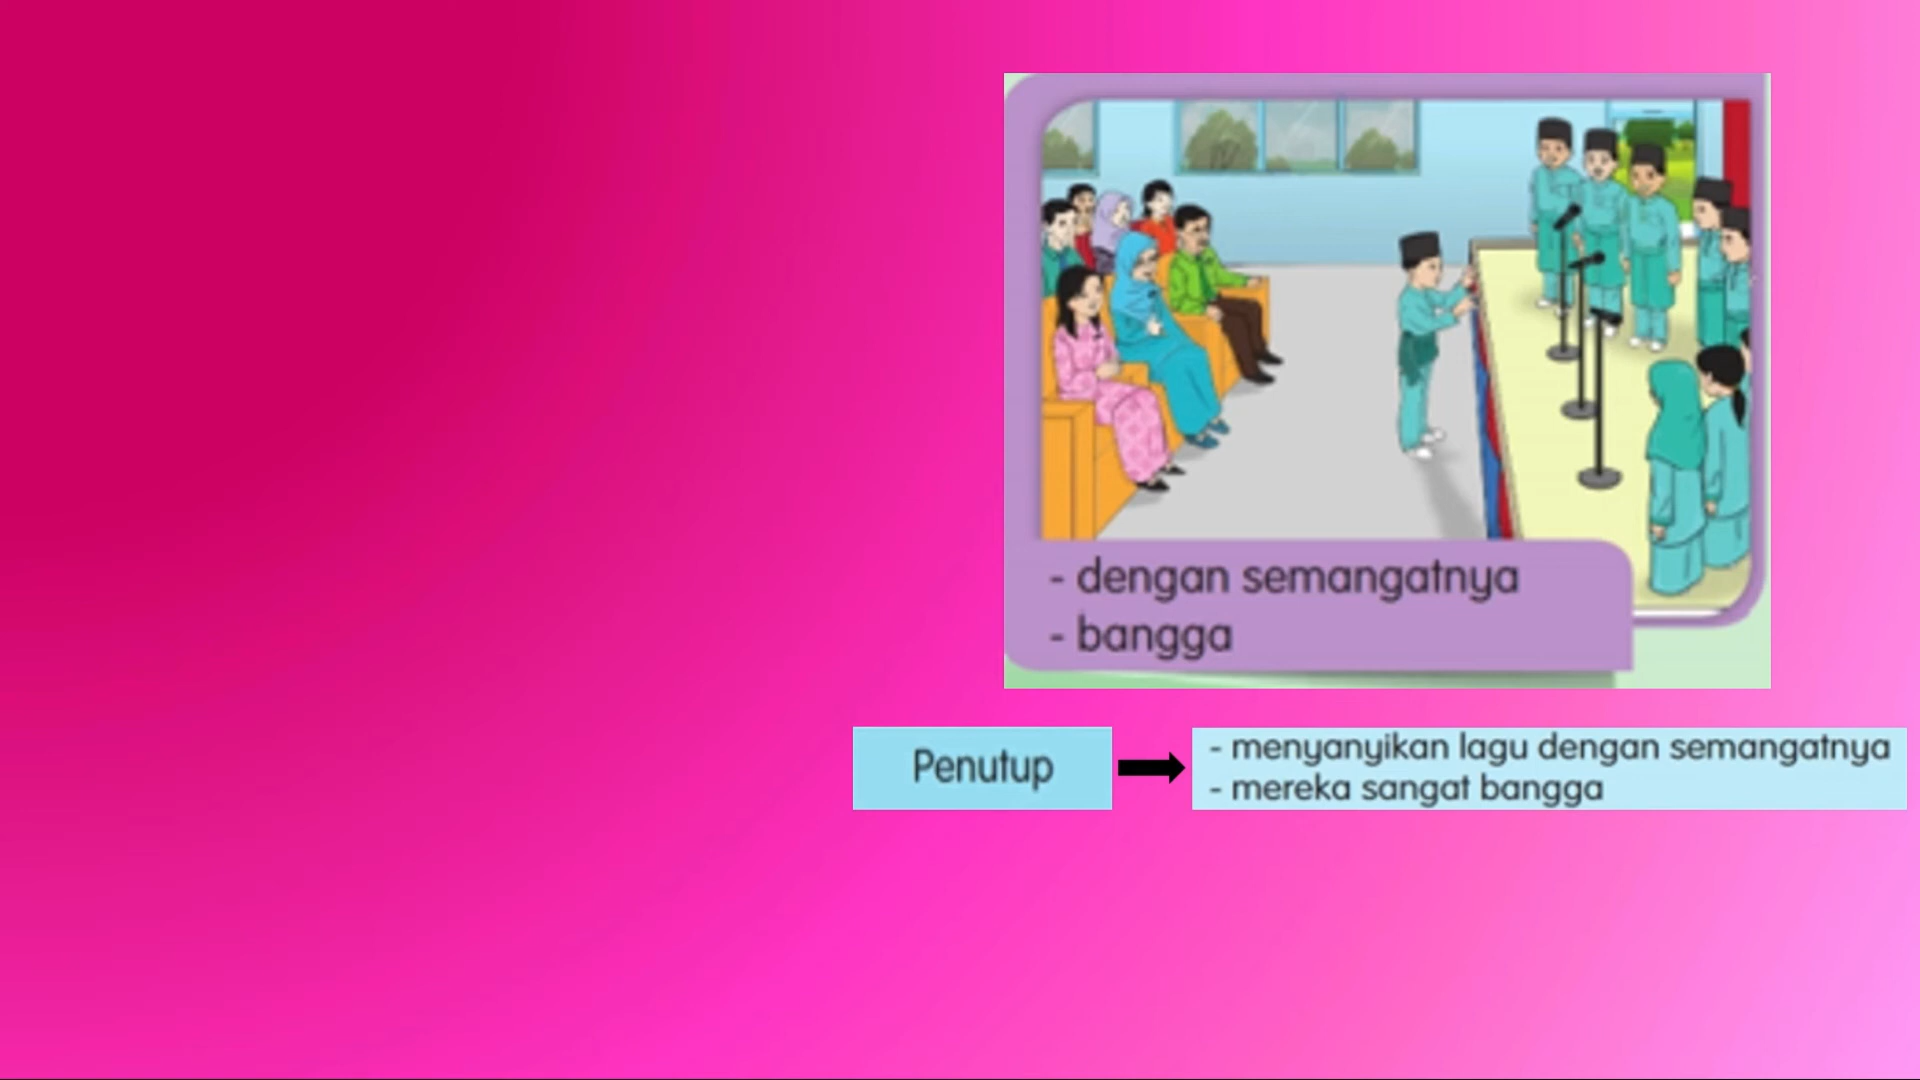 - dengan semangatnya
- bangga
Penutup
- menyanyikan lagu dengan semangatnya
- mereka sangat bangga